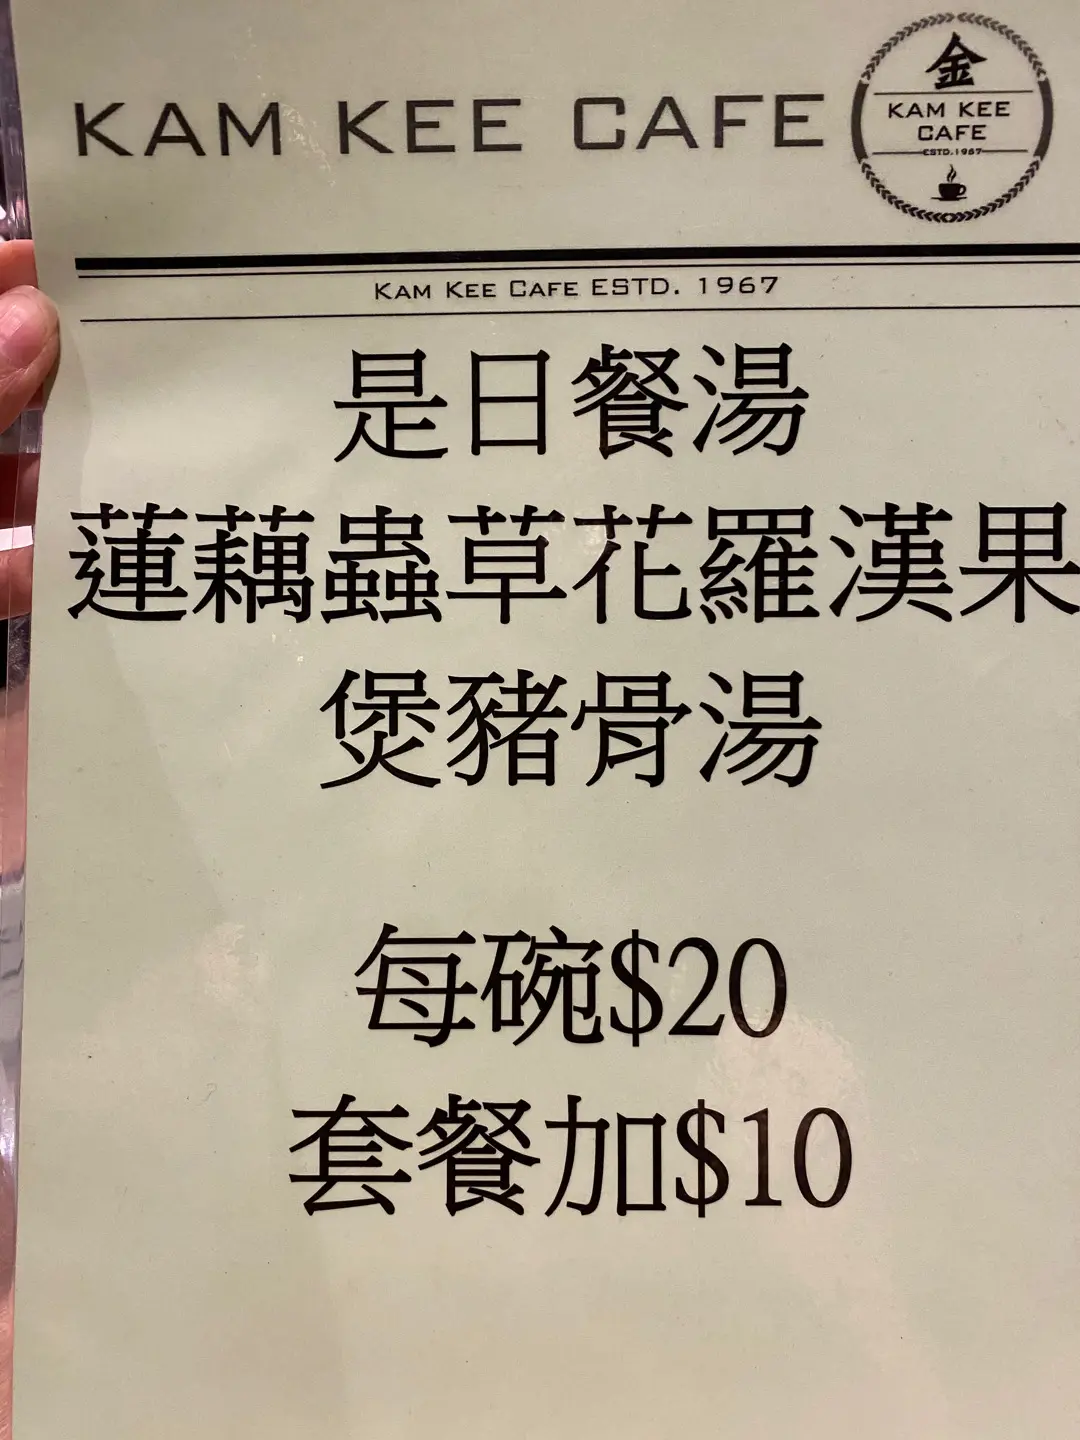 KAM KEE CAFE
金
KAM KEE
CAFE
ESTD.1967
KAM KEE CAFE ESTD. 1967
是日餐湯
蓮藕蟲草花羅漢果
煲豬骨湯
每碗$20
套餐加$10